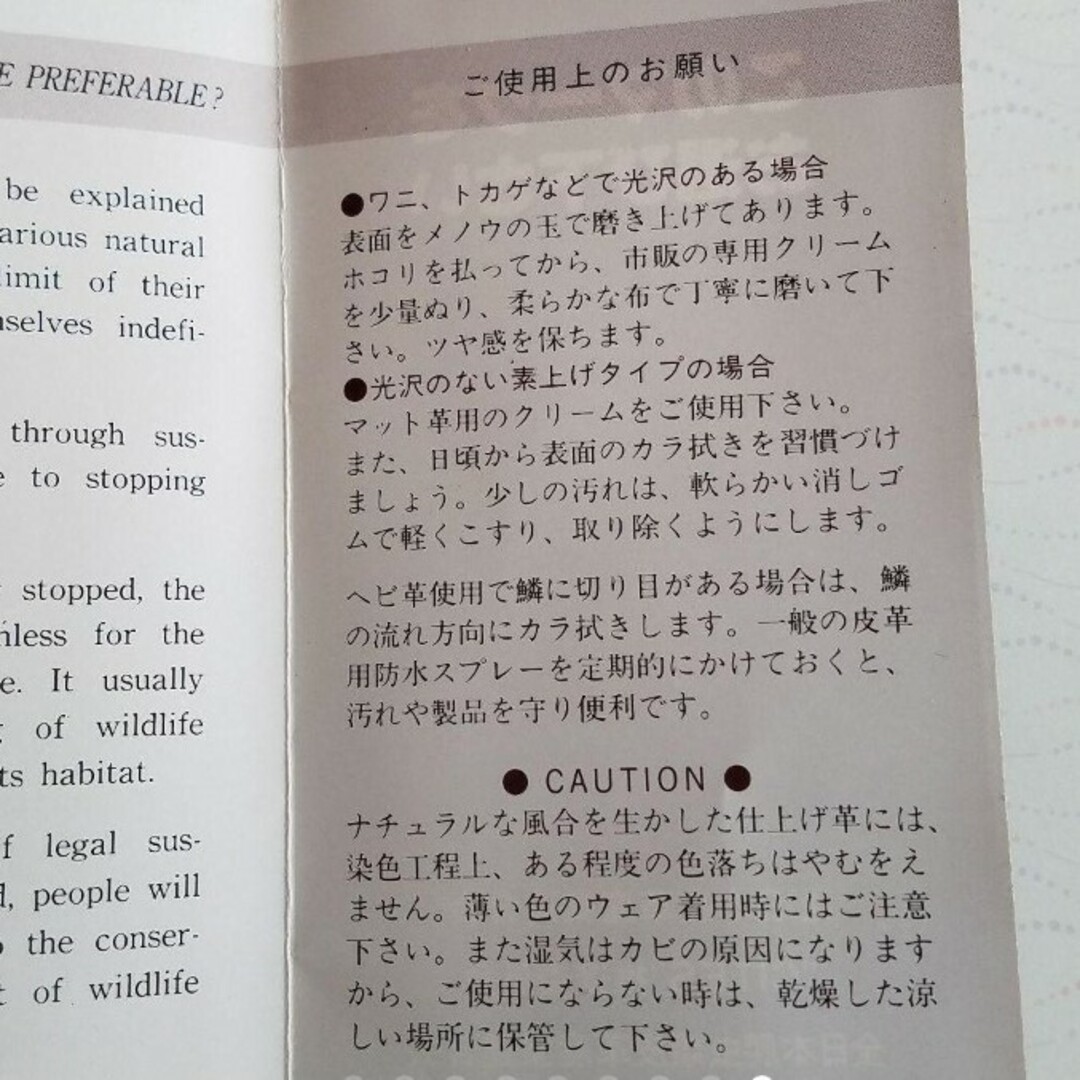 E PREFERABLE?
be explained
arious natural
limit of their
nselves indefi-
through sus-
e to stopping
stopped, the
nless for the
e. It usually
of wildlife
ts habitat.
f legal sus-
d, people will
o the conser-
t of wildlife
ご使用上のお願い
●ワニ、トカゲなどで光沢のある場合
表面をメノウの玉で磨き上げてあります。
ホコリを払ってから、市販の専用クリーム
を少量ぬり、柔らかな布で丁寧に磨いて下
さい。ツヤ感を保ちます。
●光沢のない素上げタイプの場合
マット革用のクリームをご使用下さい。
また、日頃から表面のカラ拭きを習慣づけ
ましょう。少しの汚れは、軟らかい消しゴ
ムで軽くこすり、取り除くようにします。
ヘビ革使用で鱗に切り目がある場合は、鱗
の流れ方向にカラ拭きします。一般の皮革
用防水スプレーを定期的にかけておくと、
汚れや製品を守り便利です。
● CAUTION ●
ナチュラルな風合を生かした仕上げ革には、
染色工程上、ある程度の色落ちはやむをえ
ません。薄い色のウェア着用時にはご注意
下さい。また湿気はカビの原因になります
から、ご使用にならない時は、乾燥した涼
しい場所に保管して下さい。